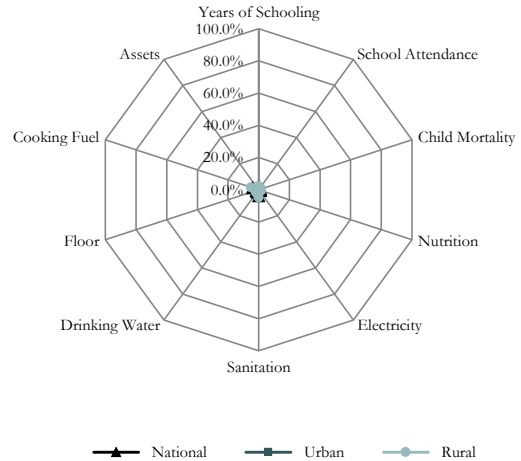 Years of Schooling
100.0%
Assets
School Attendance
80.0%
60.0%
Cooking Fuel
40.0%
Child Mortality
20.0%
0.0%
Floor
Nutrition
Drinking Water
Electricity
Sanitation
National Urban Rural